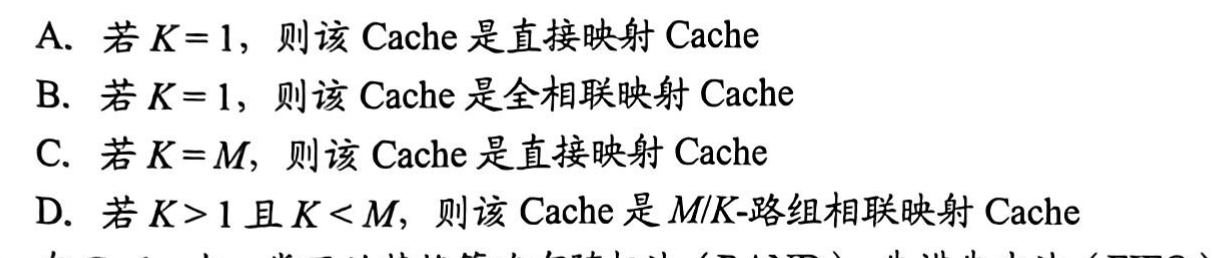 A. 若 K = 1，则该 Cache 是直接映射 Cache
B. 若 K = 1，则该 Cache 是全相联映射 Cache
C. 若 K = M，则该 Cache 是直接映射 Cache
D. 若 K > 1 且 K < M，则该 Cache 是 M/K-路组相联映射 Cache